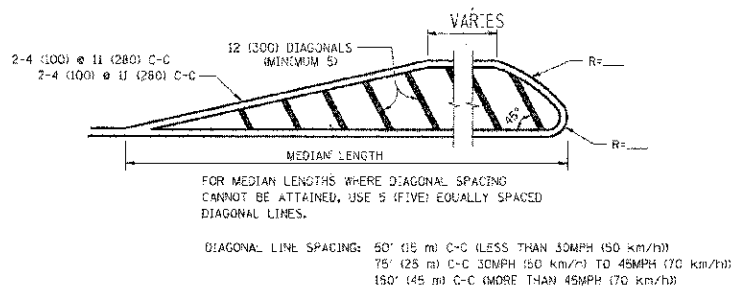 VARIES
12 (300) DIAGONALS
(MINIMUM 5)
2-4 (100) @ 11 (280) C-C
2-4 (100) @ 11 (280) C-C
R=___
45°
R=___
MEDIAN LENGTH
FOR MEDIAN LENGTHS WHERE DIAGONAL SPACING
CANNOT BE ATTAINED, USE 5 (FIVE) EQUALLY SPACED
DIAGONAL LINES.
DIAGONAL LINE SPACING: 50' (15 m) C-C (LESS THAN 30MPH (50 km/h))
75' (25 m) C-C 30MPH (50 km/h) TO 45MPH (70 km/h))
150' (45 m) C-C (MORE THAN 45MPH (70 km/h))